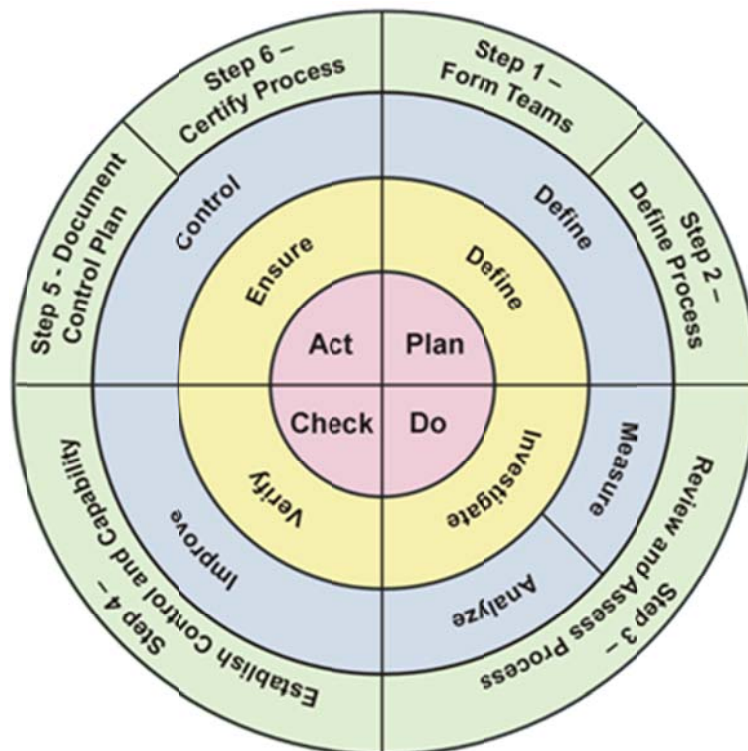 Step 1 –
Form Teams
Step 2 –
Define Process
Step 3 –
Review and Assess Process
Step 4 –
Establish Control and Capability
Step 5 - Document
Control Plan
Step 6 –
Certify Process
Define
Measure
Analyze
Improve
Control
Define
Investigate
Verify
Ensure
Plan
Do
Check
Act